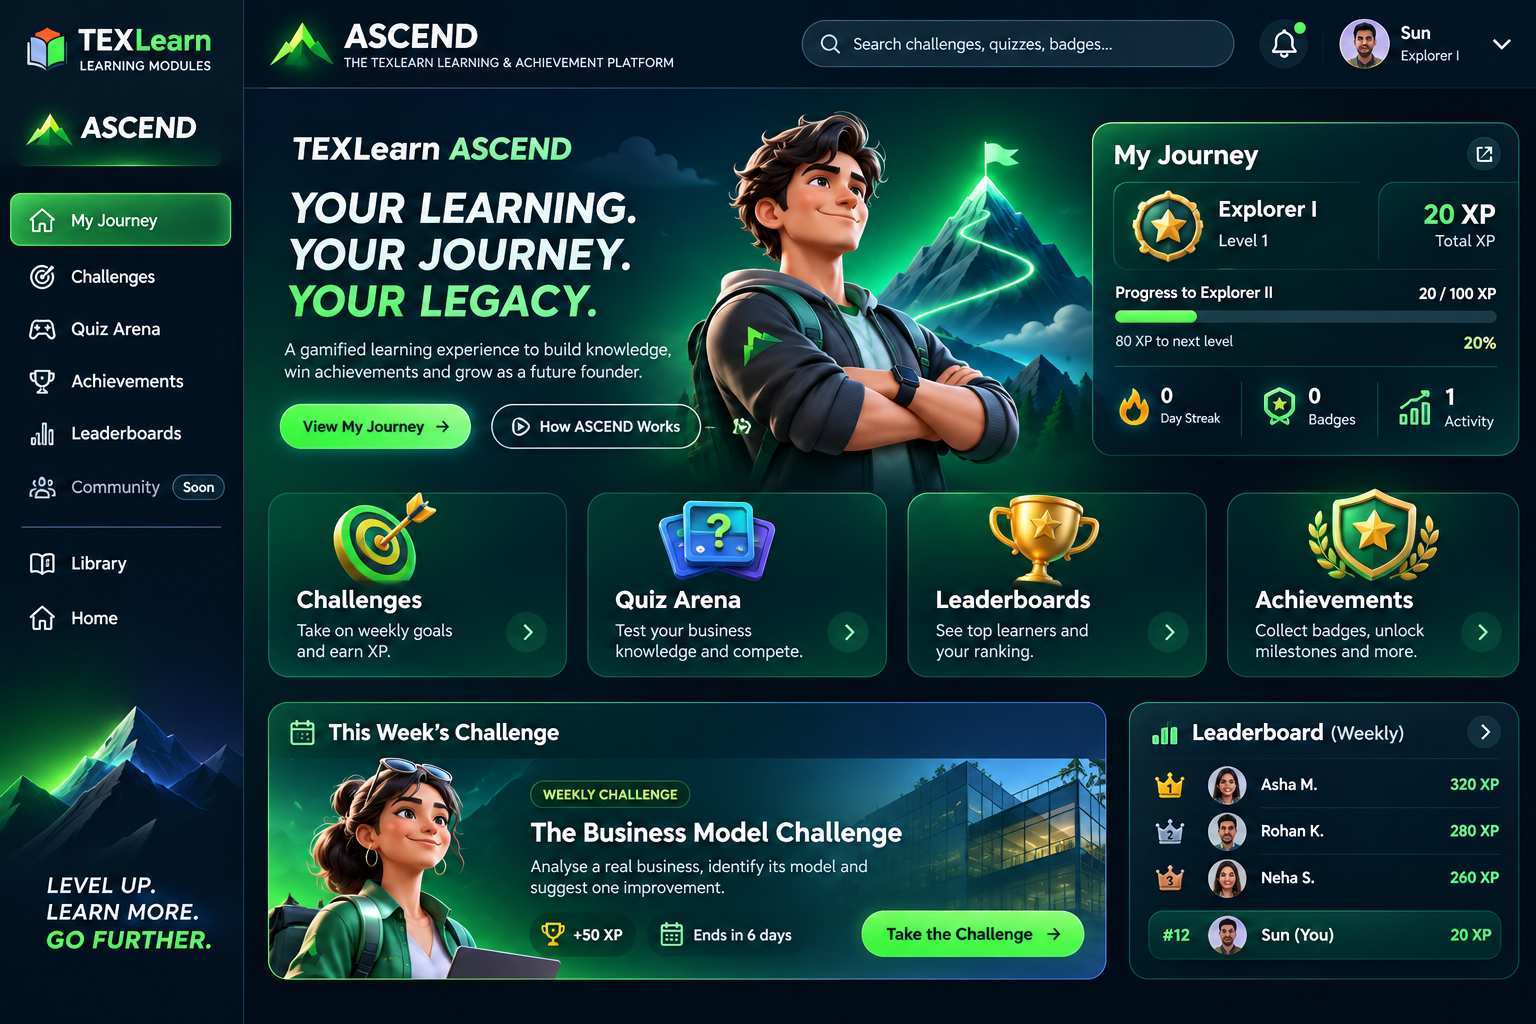 TEXLearn
LEARNING MODULES
ASCEND
My Journey
Challenges
Quiz Arena
Achievements
Leaderboards
Community
Soon
Library
Home
LEVEL UP.
LEARN MORE.
GO FURTHER.
ASCEND
THE TEXLEARN LEARNING & ACHIEVEMENT PLATFORM
Search challenges, quizzes, badges...
Sun
Explorer I
TEXLearn ASCEND
YOUR LEARNING.
YOUR JOURNEY.
YOUR LEGACY.
A gamified learning experience to build knowledge,
win achievements and grow as a future founder.
View My Journey
How ASCEND Works
My Journey
Explorer I
Level 1
20 XP
Total XP
Progress to Explorer II
20 / 100 XP
80 XP to next level
20%
0
Day Streak
0
Badges
1
Activity
Challenges
Take on weekly goals
and earn XP.
?
Quiz Arena
Test your business
knowledge and compete.
Leaderboards
See top learners and
your ranking.
Achievements
Collect badges, unlock
milestones and more.
This Week's Challenge
WEEKLY CHALLENGE
The Business Model Challenge
Analyse a real business, identify its model and
suggest one improvement.
+50 XP
Ends in 6 days
Take the Challenge
Leaderboard (Weekly)
1
Asha M.
320 XP
2
Rohan K.
280 XP
3
Neha S.
260 XP
#12
Sun (You)
20 XP